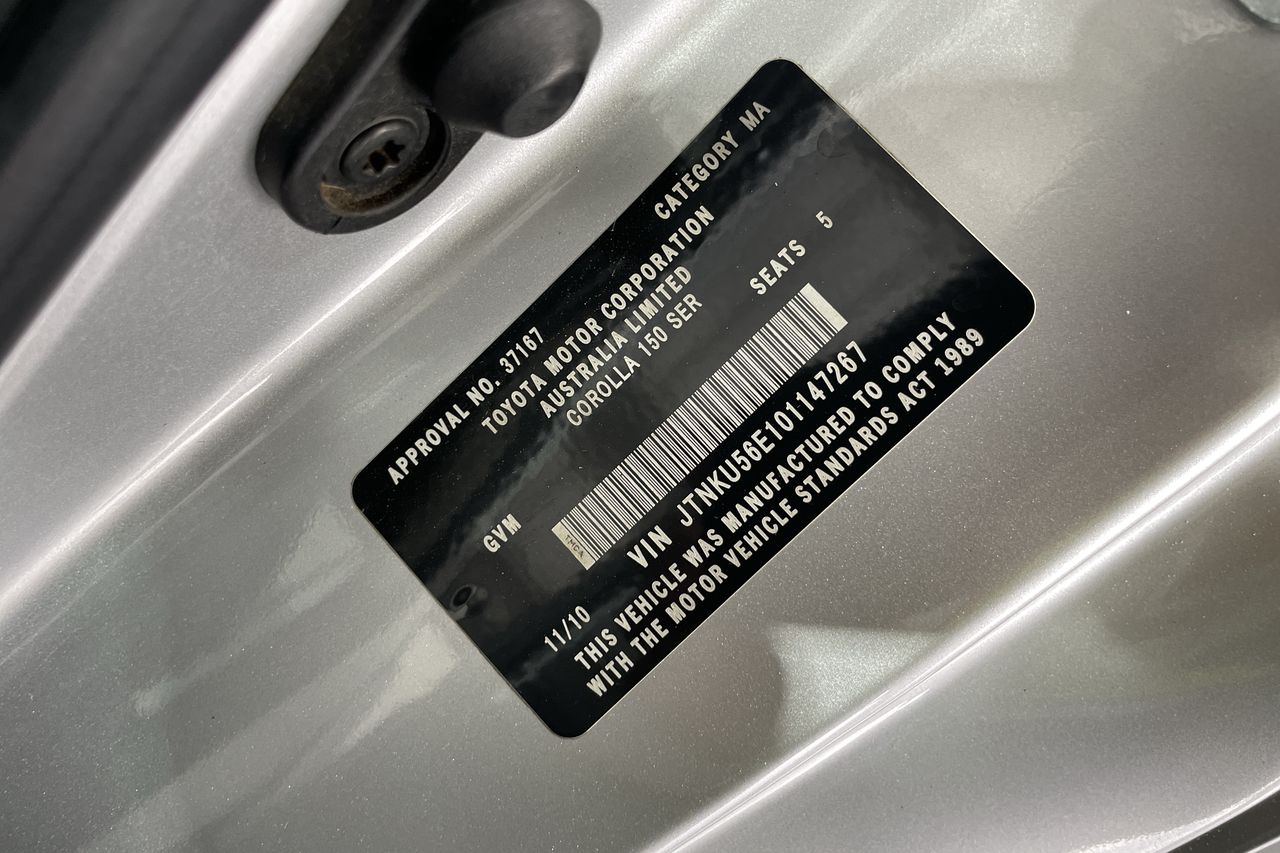 APPROVAL NO. 37167 CATEGORY MA
TOYOTA MOTOR CORPORATION
AUSTRALIA LIMITED
COROLLA 150 SER
GVM SEATS 5
TMCA
VIN JTNKU56E101147267
11/10
THIS VEHICLE WAS MANUFACTURED TO COMPLY
WITH THE MOTOR VEHICLE STANDARDS ACT 1989